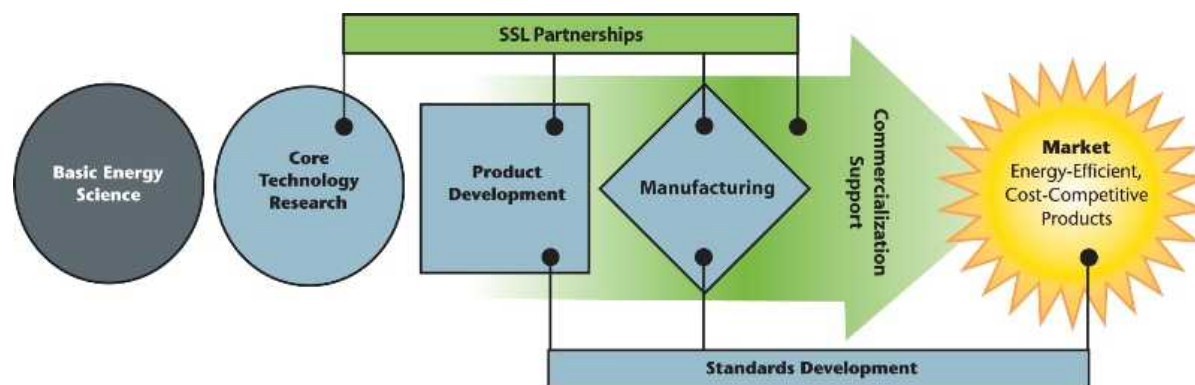 SSL Partnerships
Basic Energy
Science
Core
Technology
Research
Product
Development
Manufacturing
Commercialization
Support
Market
Energy-Efficient,
Cost-Competitive
Products
Standards Development